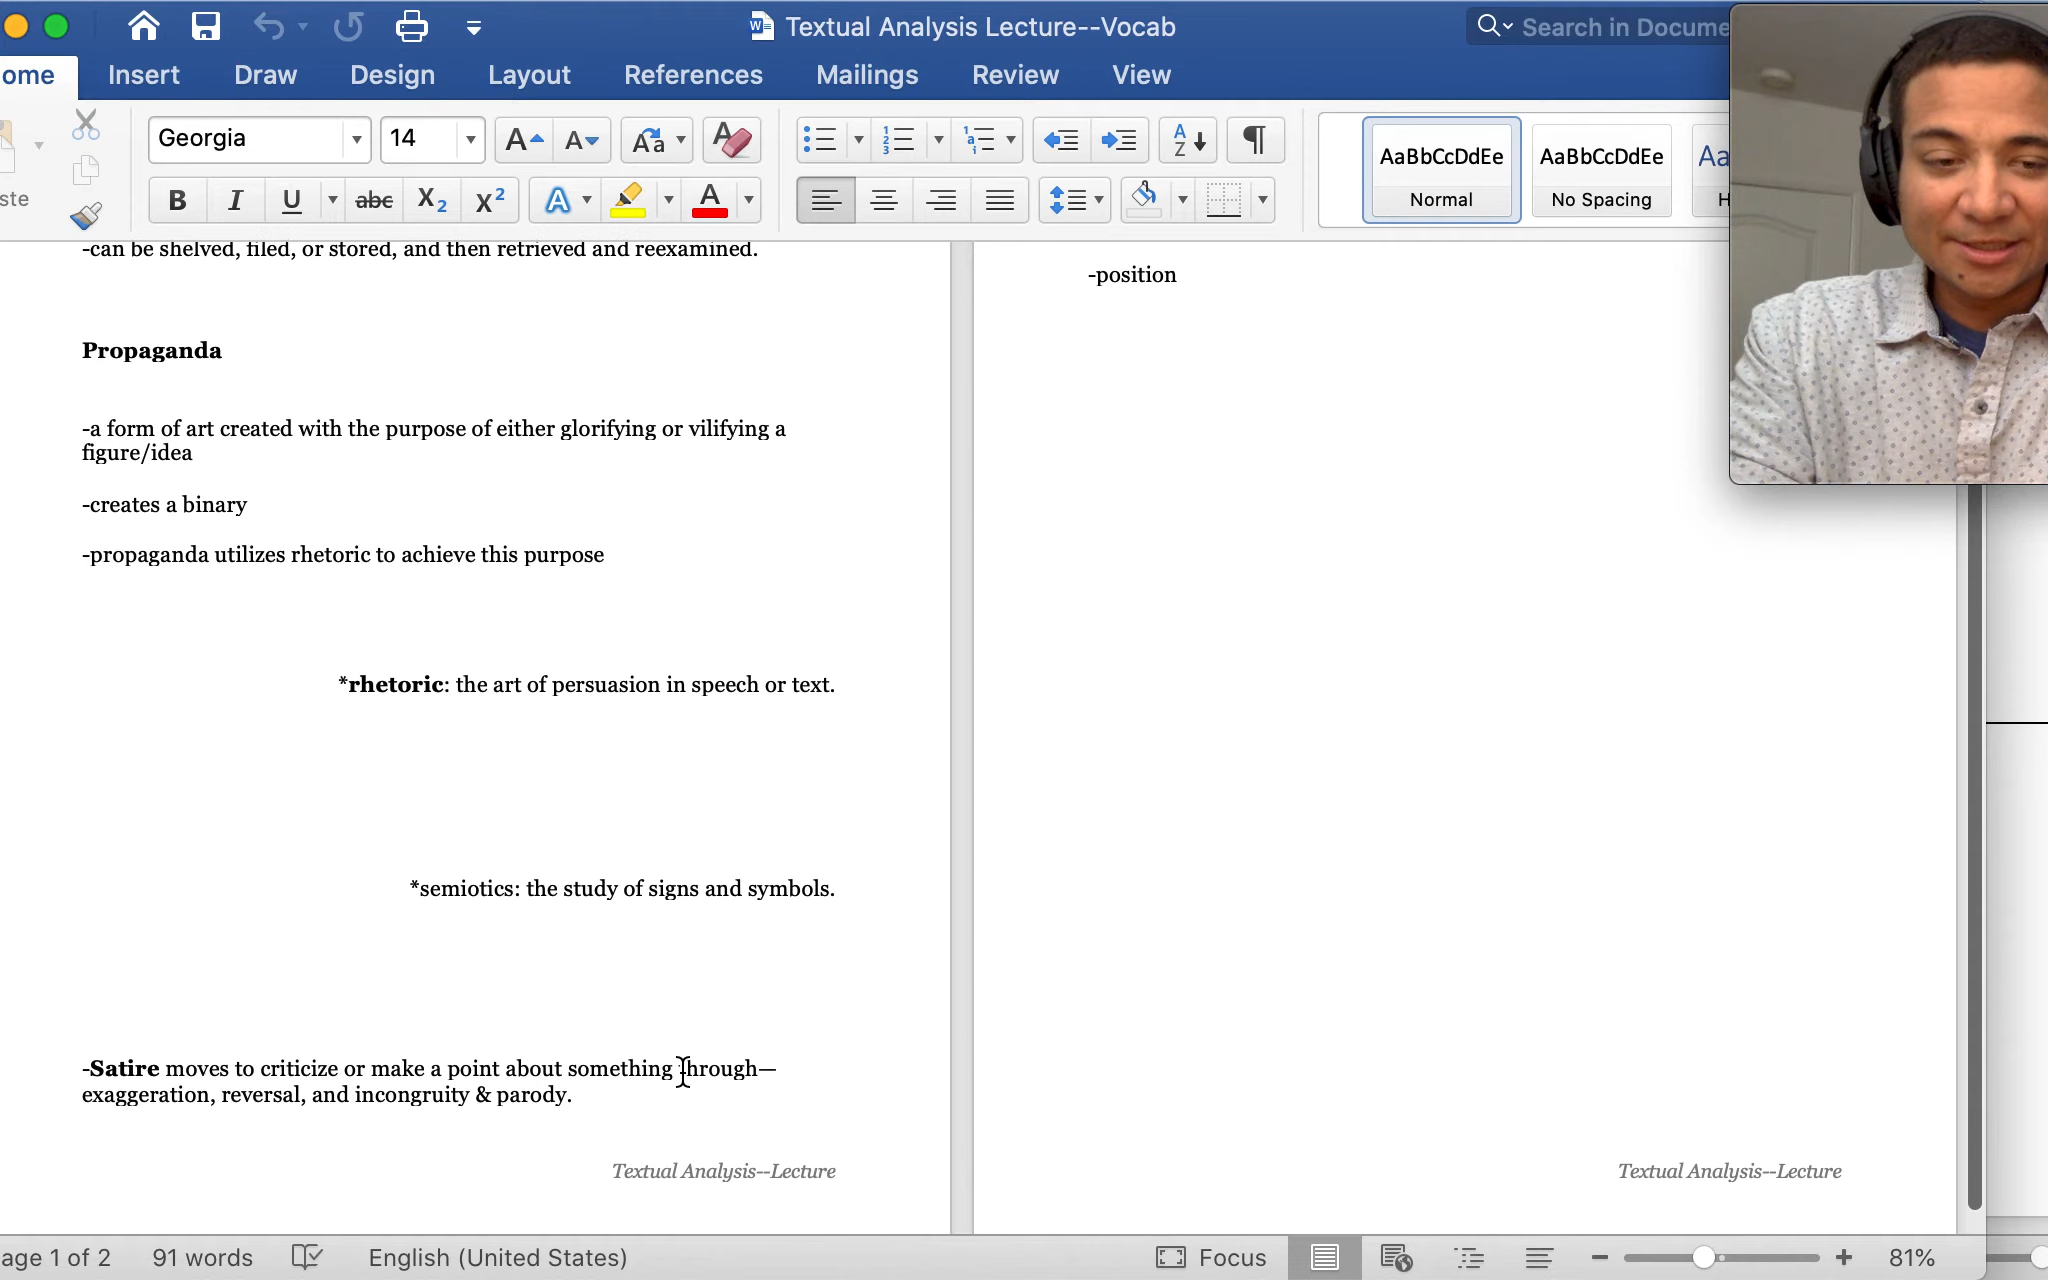 Textual Analysis Lecture--Vocab
Search in Docume
ome Insert Draw Design Layout References Mailings Review View
ste
Georgia 14
AaBbCcDdEe AaBbCcDdEe Aa
Normal No Spacing H
-can be shelved, filed, or stored, and then retrieved and reexamined.
Propaganda
-a form of art created with the purpose of either glorifying or vilifying a
figure/idea
-creates a binary
-propaganda utilizes rhetoric to achieve this purpose
*rhetoric: the art of persuasion in speech or text.
*semiotics: the study of signs and symbols.
-Satire moves to criticize or make a point about something through—
exaggeration, reversal, and incongruity & parody.
Textual Analysis--Lecture
-position
Textual Analysis--Lecture
age 1 of 2 91 words English (United States) Focus 81%